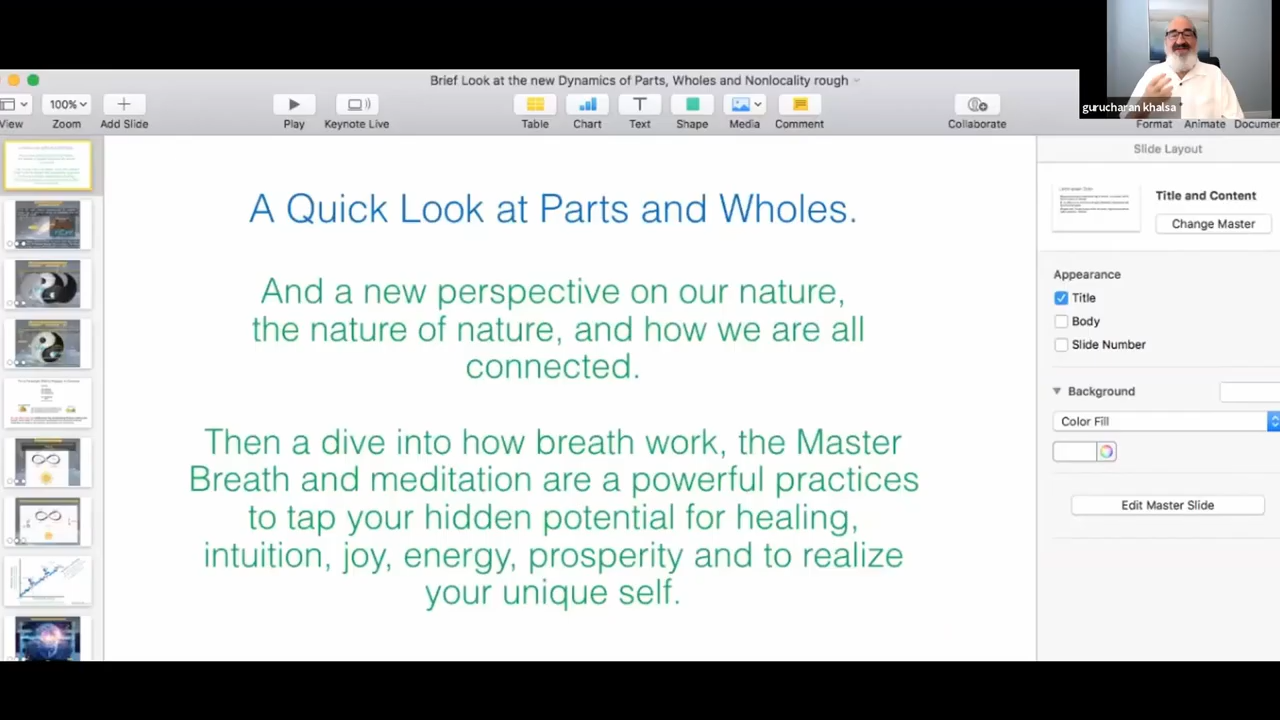 Brief Look at the new Dynamics of Parts, Wholes and Nonlocality rough
gurucharan khalsa
100%
View
Zoom
Add Slide
Play
Keynote Live
Table
Chart
Text
Shape
Media
Comment
Collaborate
Format
Animate
Documen
A Quick Look at Parts and Wholes.
And a new perspective on our nature,
the nature of nature, and how we are all
connected.
Then a dive into how breath work, the Master
Breath and meditation are a powerful practices
to tap your hidden potential for healing,
intuition, joy, energy, prosperity and to realize
your unique self.
Slide Layout
Title and Content
Change Master
Appearance
Title
Body
Slide Number
Background
Color Fill
Edit Master Slide